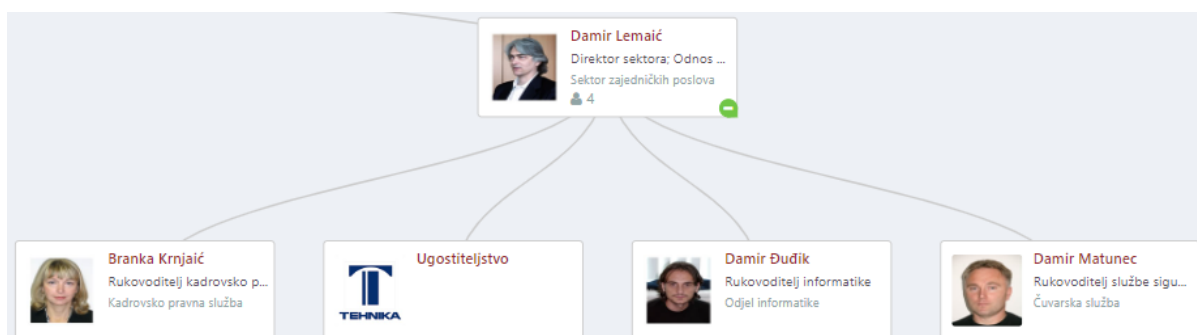 Damir Lemaić
Direktor sektora; Odnos ...
Sektor zajedničkih poslova
4
Branka Krnjaić
Rukovoditelj kadrovsko p...
Kadrovsko pravna služba
Ugostiteljstvo
TEHNIKA
Damir Đuđik
Rukovoditelj informatike
Odjel informatike
Damir Matunec
Rukovoditelj službe sigu...
Čuvarska služba